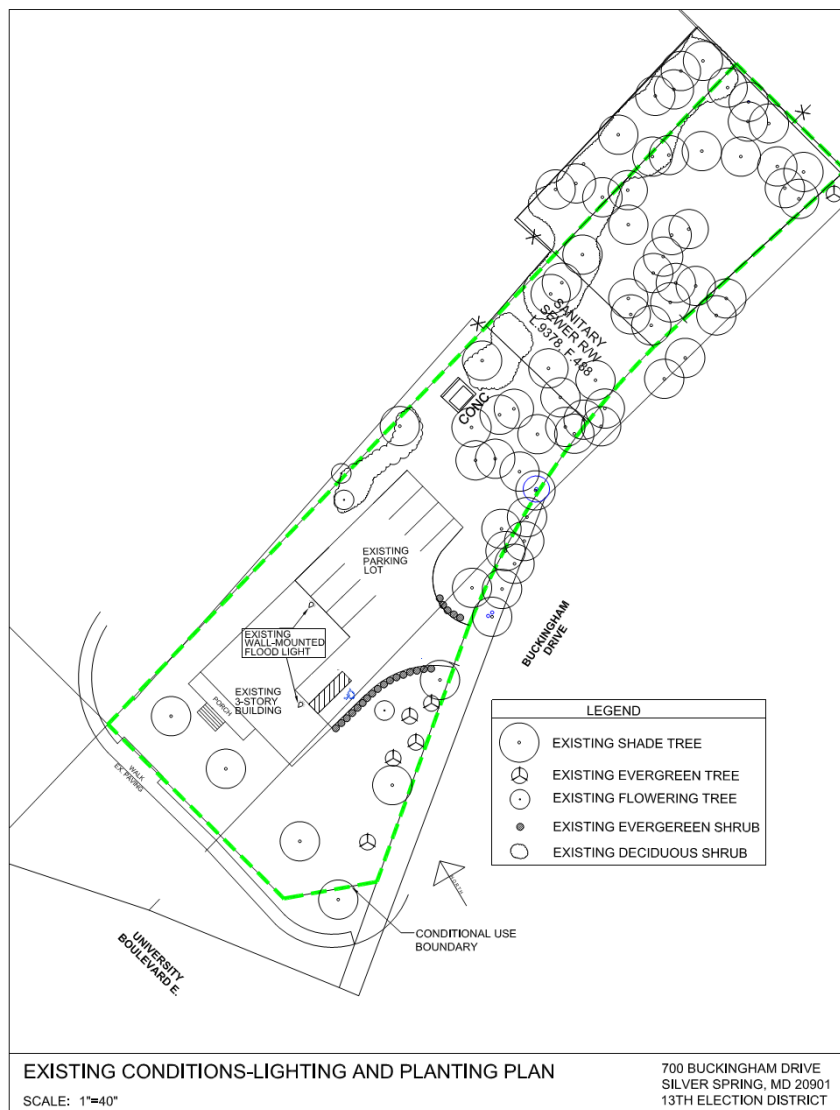 SANITARY
SEWER R/W
L.9378, F.488
CONC
EXISTING
PARKING
LOT
EXISTING
WALL-MOUNTED
FLOOD LIGHT
BUCKINGHAM
DRIVE
PORCH
EXISTING
3-STORY
BUILDING
WALK
EX. PAVING
LEGEND
EXISTING SHADE TREE
EXISTING EVERGREEN TREE
EXISTING FLOWERING TREE
EXISTING EVERGEREEN SHRUB
EXISTING DECIDUOUS SHRUB
NORTH
CONDITIONAL USE
BOUNDARY
UNIVERSITY
BOULEVARD E.
EXISTING CONDITIONS-LIGHTING AND PLANTING PLAN
SCALE: 1"=40"
700 BUCKINGHAM DRIVE
SILVER SPRING, MD 20901
13TH ELECTION DISTRICT